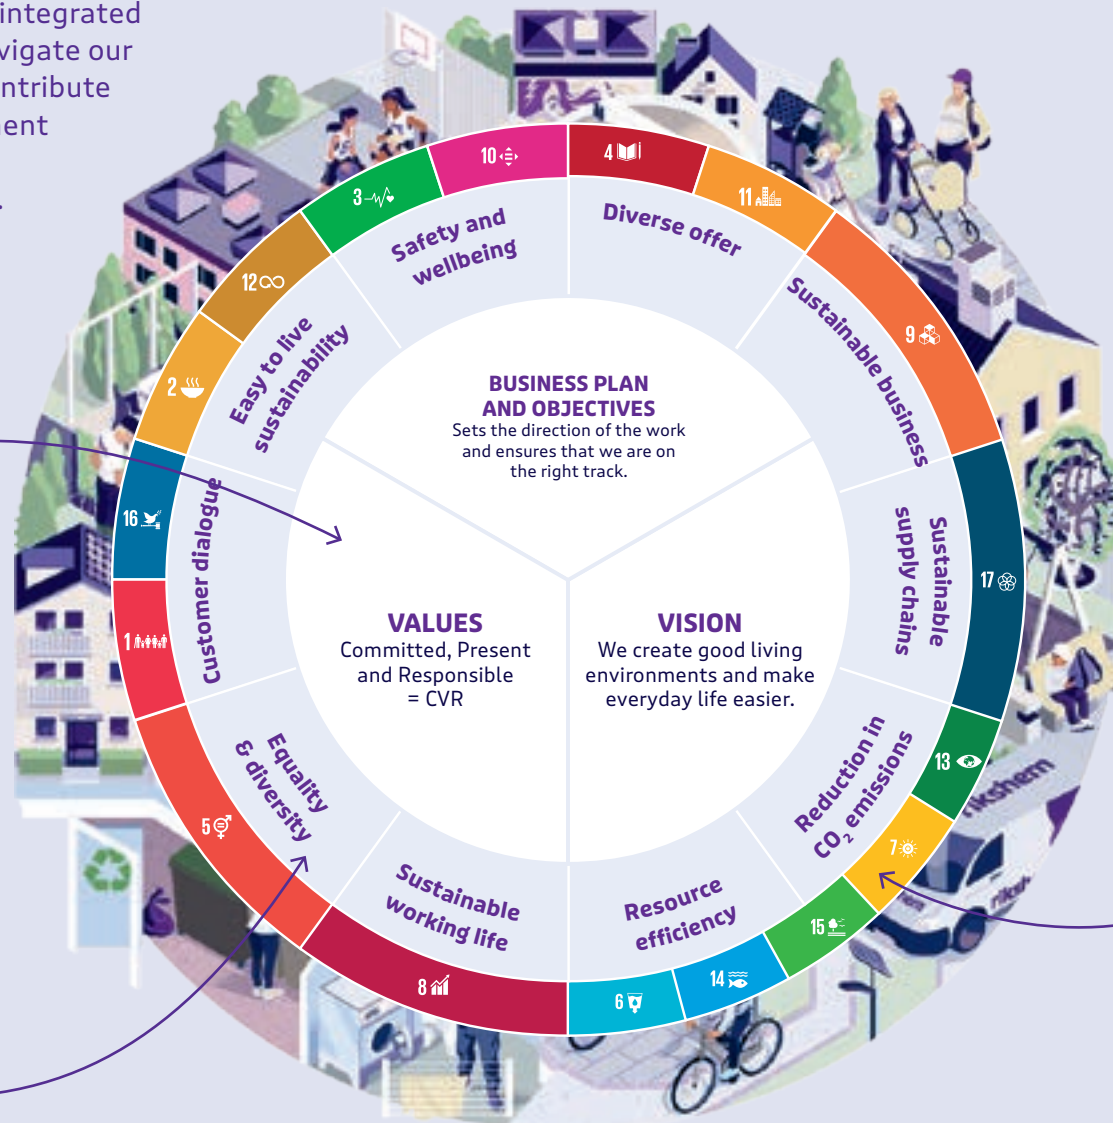 integrated
vigate our
ntribute
ent
.
10
4
3
11
Safety and
wellbeing
Diverse offer
12
Easy to live
sustainability
Sustainable business
9
2
BUSINESS PLAN
AND OBJECTIVES
Sets the direction of the work
and ensures that we are on
the right track.
16
Customer dialogue
Sustainable
supply chains
17
1
VALUES
Committed, Present
and Responsible
= CVR
VISION
We create good living
environments and make
everyday life easier.
Equality
& diversity
5
Reduction in
CO2 emissions
13
7
rikshem
riksh
em
Sustainable
working life
Resource
efficiency
15
8
6
14